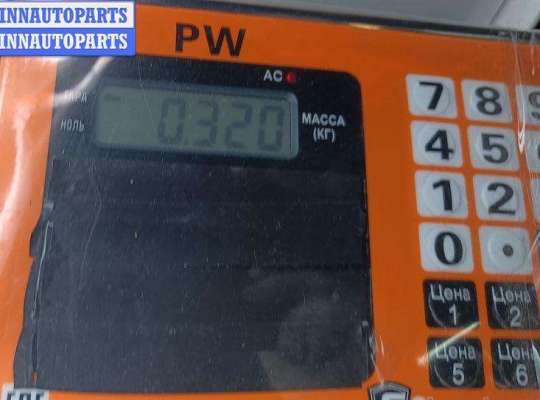 INNAUTOPARTS
INNAUTOPARTS
PW
AC
ТАРА
НОЛЬ
0.320
МАССА
(КГ)
7 8 9
4 5
1 2
0 .
Цена 1
Цена 2
Цена 5
Цена 6